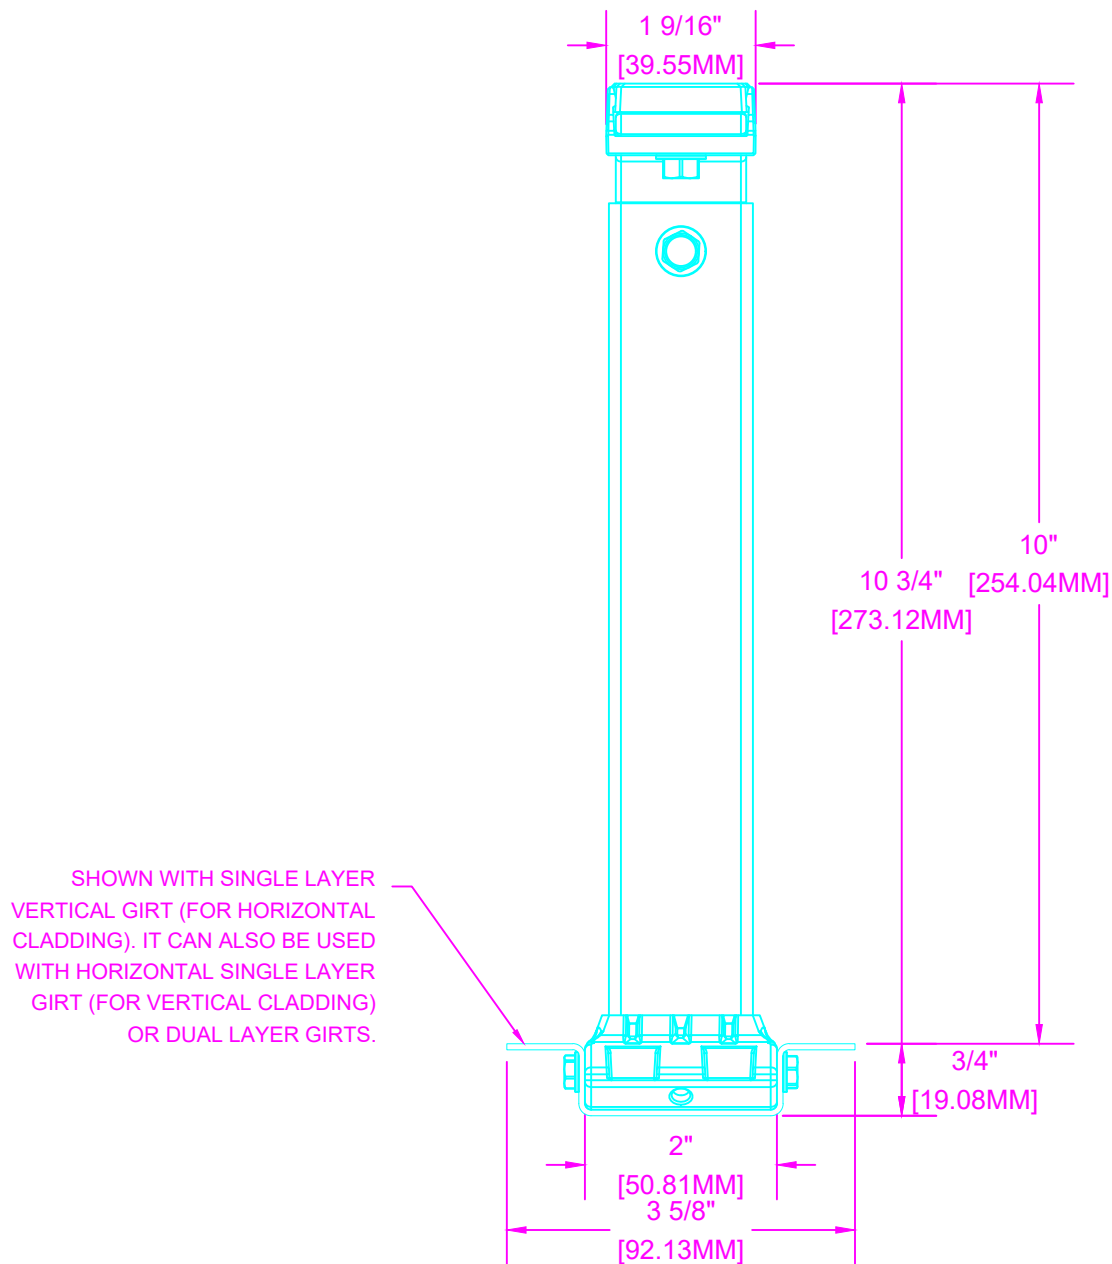 1 9/16"
[39.55MM]
10"
[254.04MM]
10 3/4"
[273.12MM]
SHOWN WITH SINGLE LAYER
VERTICAL GIRT (FOR HORIZONTAL
CLADDING). IT CAN ALSO BE USED
WITH HORIZONTAL SINGLE LAYER
GIRT (FOR VERTICAL CLADDING)
OR DUAL LAYER GIRTS.
3/4"
[19.08MM]
2"
[50.81MM]
3 5/8"
[92.13MM]